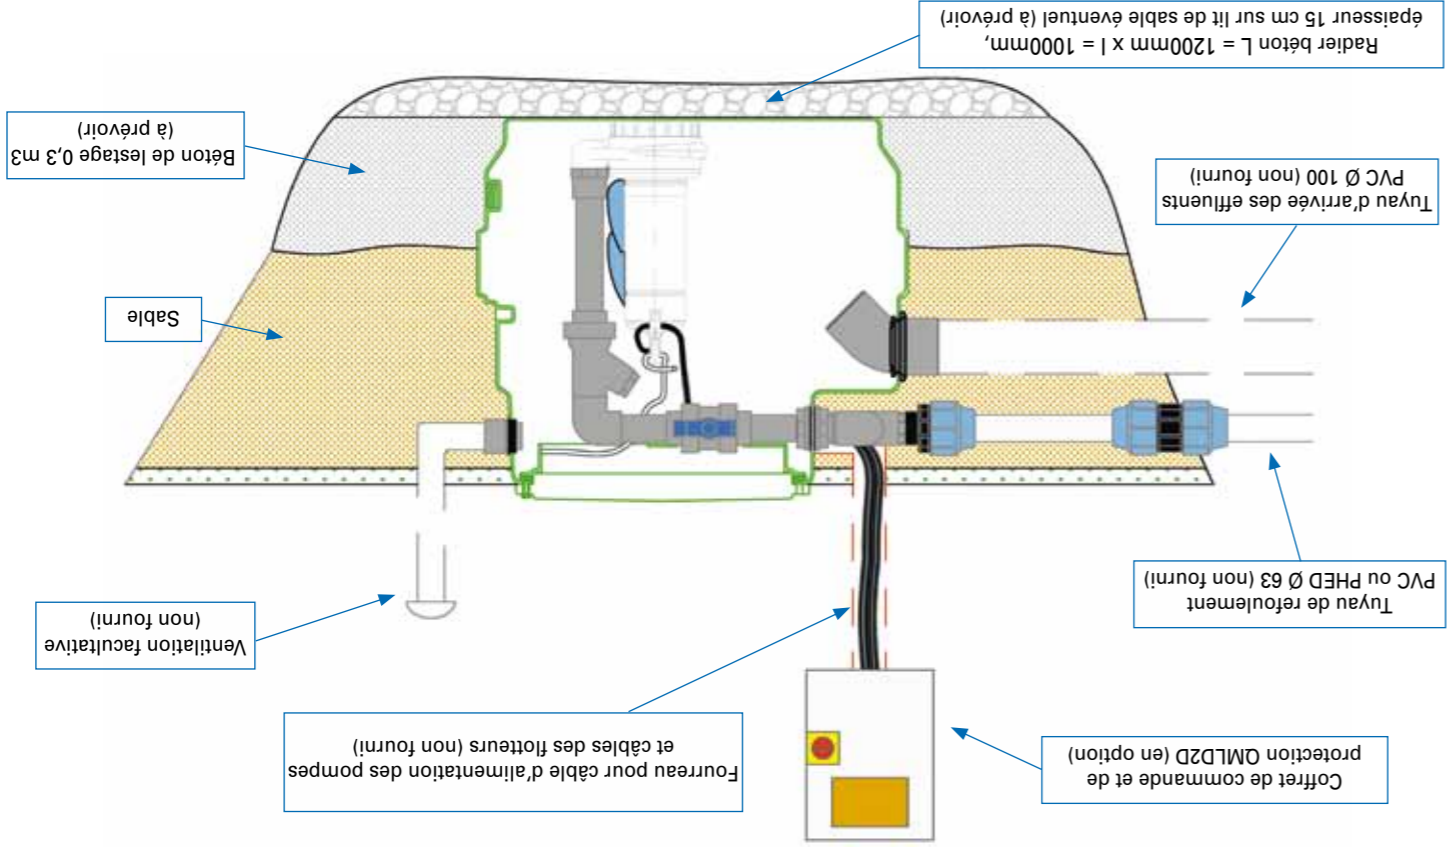 Coffret de commande et de
protection QMLD2D (en option)
Fourreau pour câble d'alimentation des pompes
et câbles des flotteurs (non fourni)
Ventilation facultative
(non fourni)
Tuyau de refoulement
PVC ou PHED Ø 63 (non fourni)
Sable
Tuyau d'arrivée des effluents
PVC Ø 100 (non fourni)
Béton de lestage 0,3 m3
(à prévoir)
Radier béton L = 1200mm x l = 1000mm,
épaisseur 15 cm sur lit de sable éventuel (à prévoir)